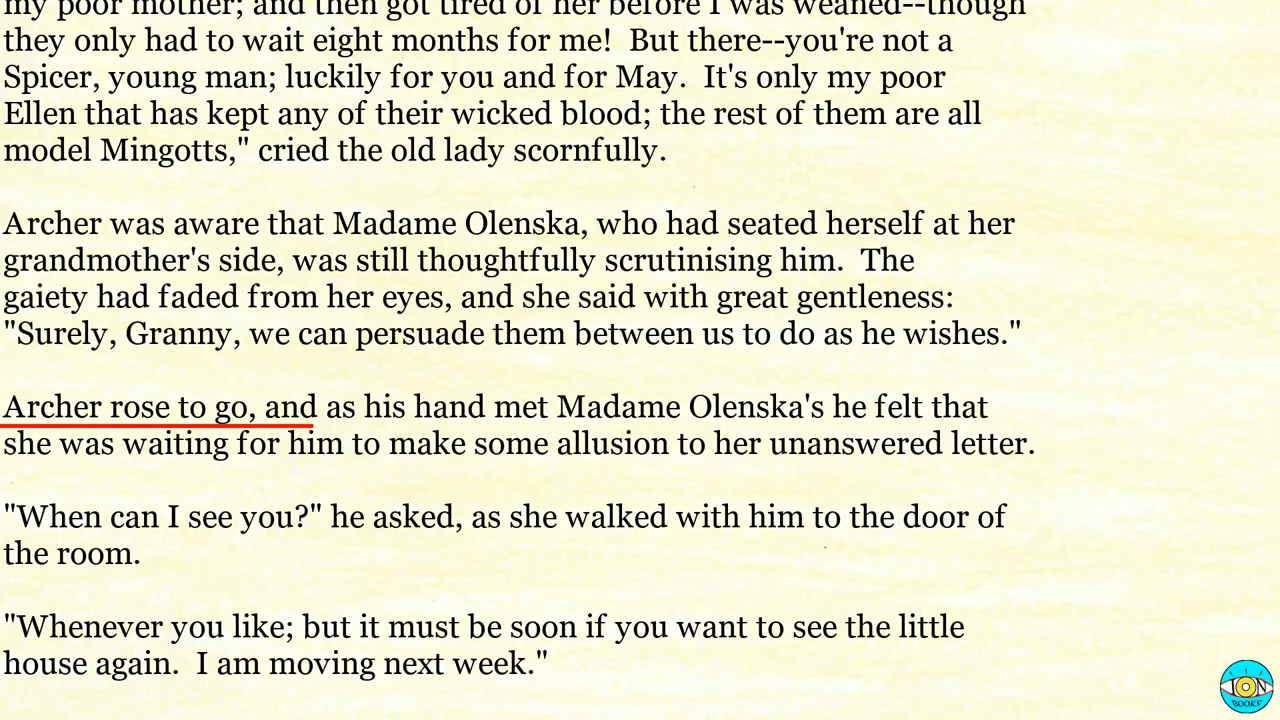 my poor mother; and then got tired of her before I was weaned--though
they only had to wait eight months for me!  But there--you're not a
Spicer, young man; luckily for you and for May.  It's only my poor
Ellen that has kept any of their wicked blood; the rest of them are all
model Mingotts," cried the old lady scornfully.

Archer was aware that Madame Olenska, who had seated herself at her
grandmother's side, was still thoughtfully scrutinising him.  The
gaiety had faded from her eyes, and she said with great gentleness:
"Surely, Granny, we can persuade them between us to do as he wishes."

Archer rose to go, and as his hand met Madame Olenska's he felt that
she was waiting for him to make some allusion to her unanswered letter.

"When can I see you?" he asked, as she walked with him to the door of
the room.

"Whenever you like; but it must be soon if you want to see the little
house again.  I am moving next week."
ION
BOOKS